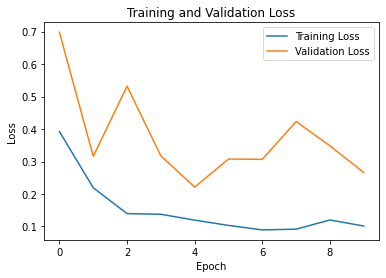 Training and Validation Loss
Training Loss
Validation Loss
0.7
0.6
0.5
0.4
0.3
0.2
0.1
Loss
0 2 4 6 8
Epoch